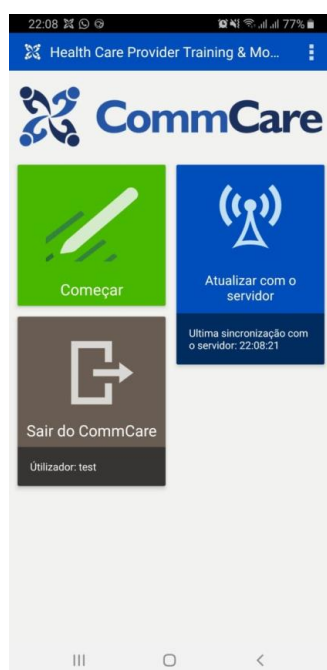 22:08 77%
Health Care Provider Training & Mo...
CommCare
Começar
Atualizar com o
servidor
Ultima sincronização com
o servidor: 22:08:21
Sair do CommCare
Útilizador: test